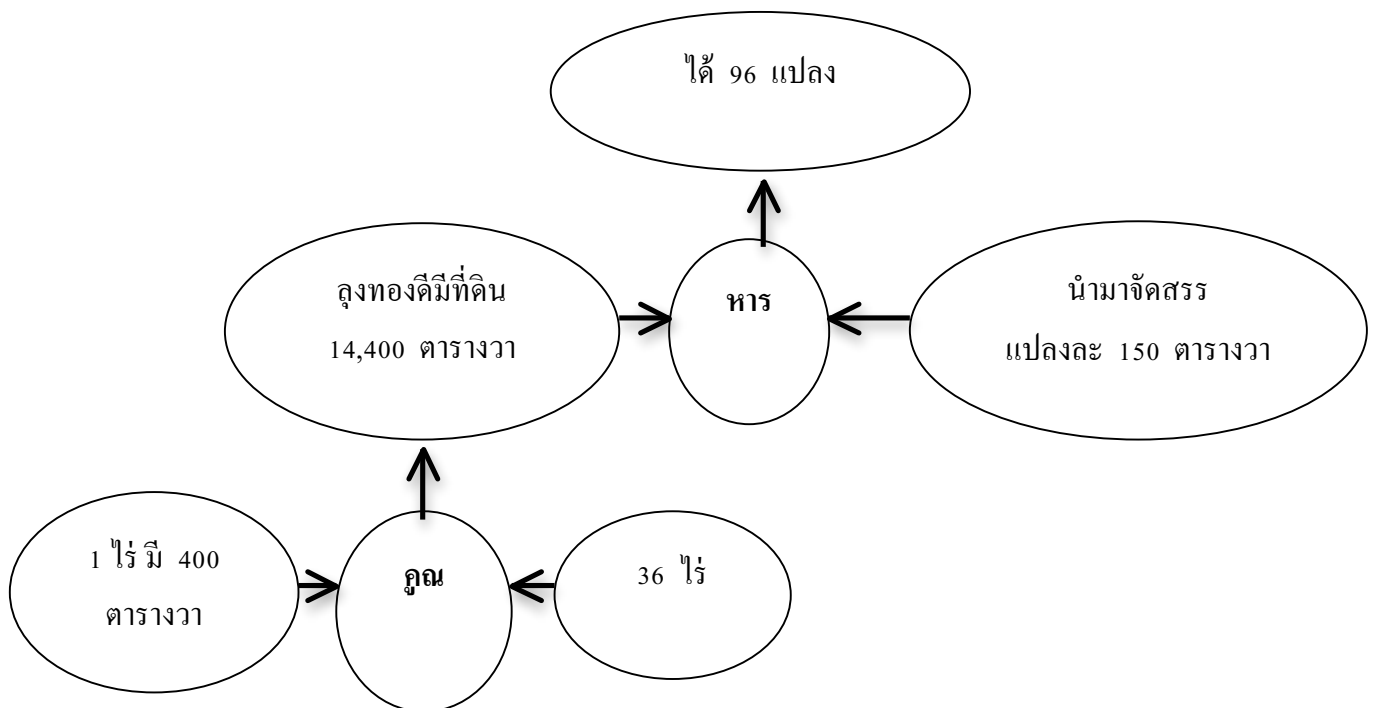 ได้ 96 แปลง
ลุงทองดีมีที่ดิน
14,400 ตารางวา
หาร
นำมาจัดสรร
แปลงละ 150 ตารางวา
1 ไร่ มี 400
ตารางวา
คูณ
36 ไร่